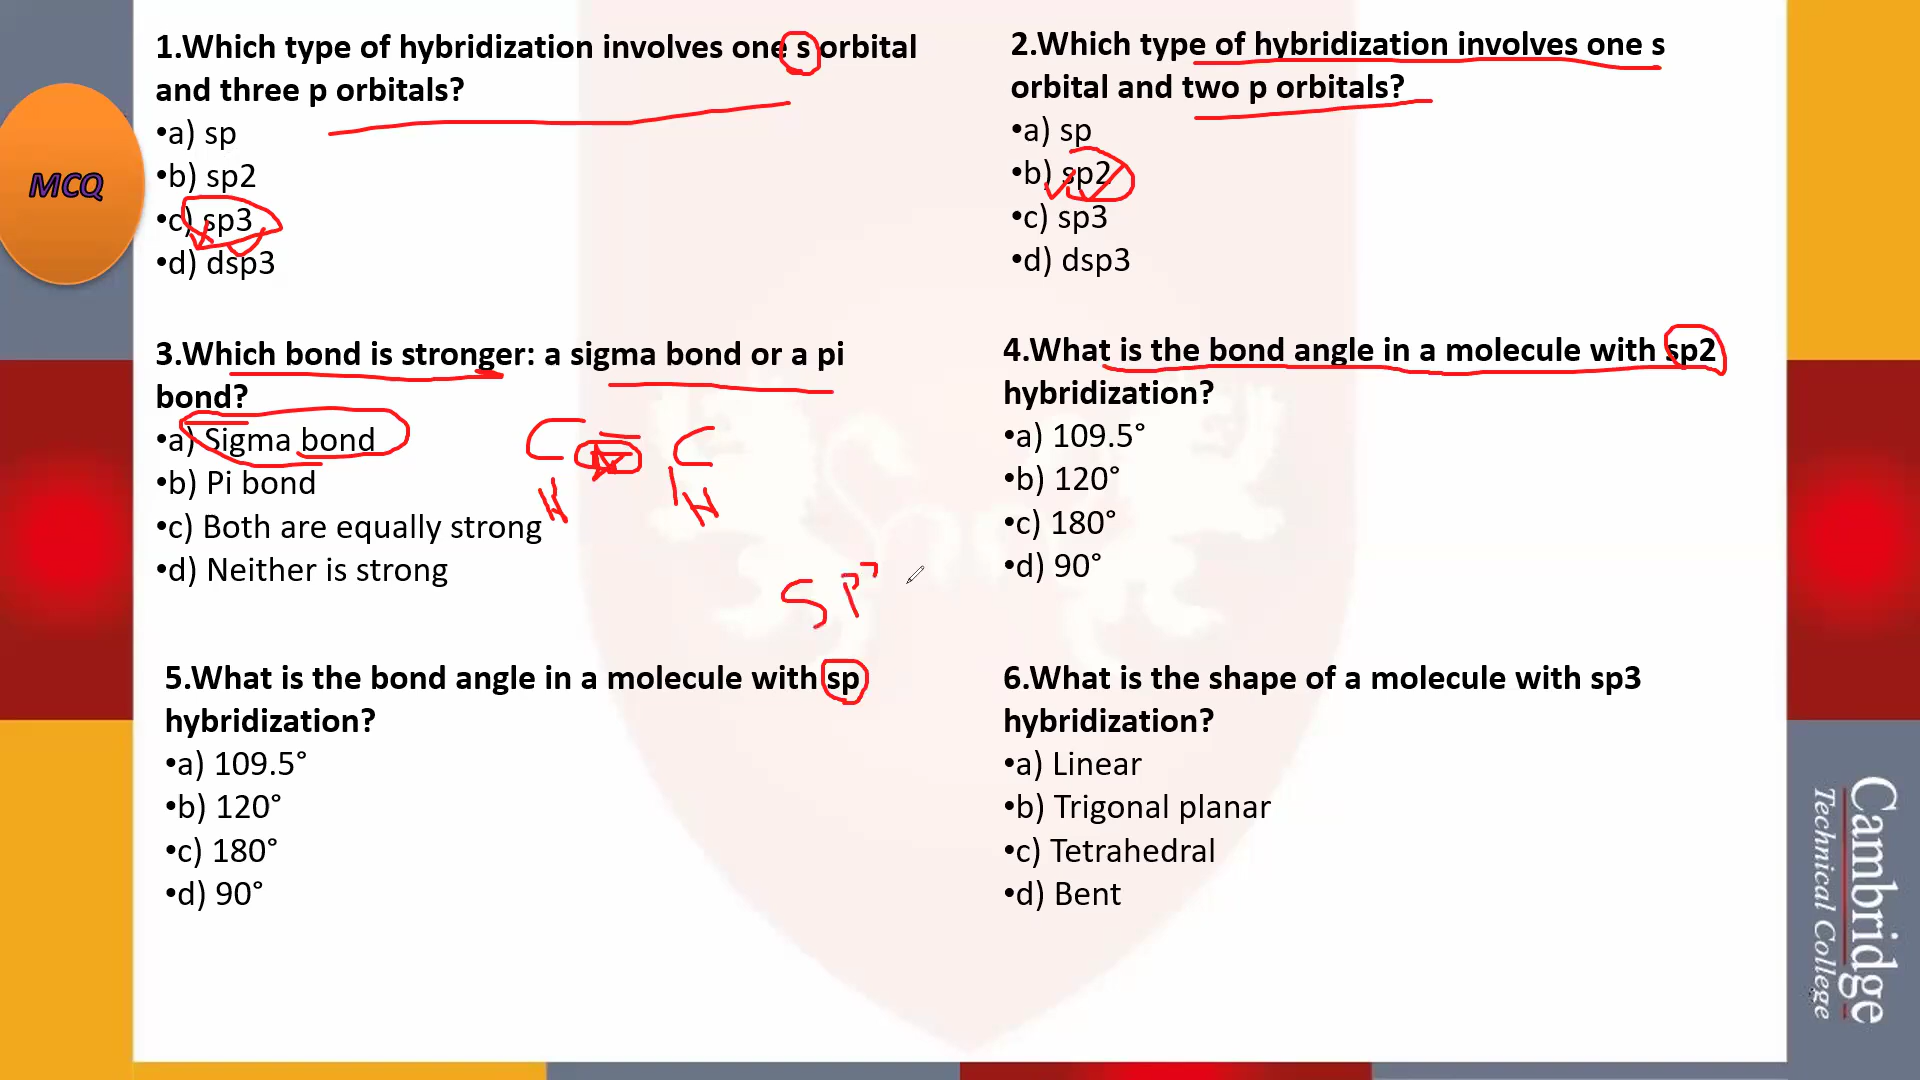 MCQ
1.Which type of hybridization involves one s orbital
and three p orbitals?
•a) sp
•b) sp2
•c) sp3
•d) dsp3
2.Which type of hybridization involves one s
orbital and two p orbitals?
•a) sp
•b) sp2
•c) sp3
•d) dsp3
3.Which bond is stronger: a sigma bond or a pi
bond?
•a) Sigma bond
•b) Pi bond
•c) Both are equally strong
•d) Neither is strong
C C
H H
SP
4.What is the bond angle in a molecule with sp2
hybridization?
•a) 109.5°
•b) 120°
•c) 180°
•d) 90°
5.What is the bond angle in a molecule with sp
hybridization?
•a) 109.5°
•b) 120°
•c) 180°
•d) 90°
6.What is the shape of a molecule with sp3
hybridization?
•a) Linear
•b) Trigonal planar
•c) Tetrahedral
•d) Bent
Cambridge
Technical College